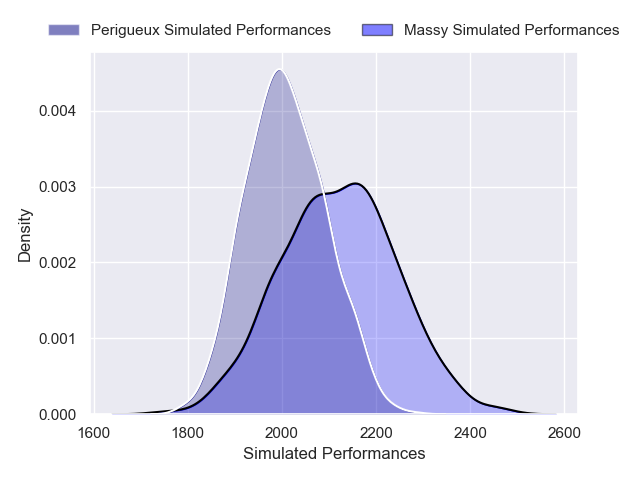 Perigueux Simulated Performances Massy Simulated Performances
0.004
0.003
0.002
0.001
0.000
Density
1600 1800 2000 2200 2400 2600
Simulated Performances